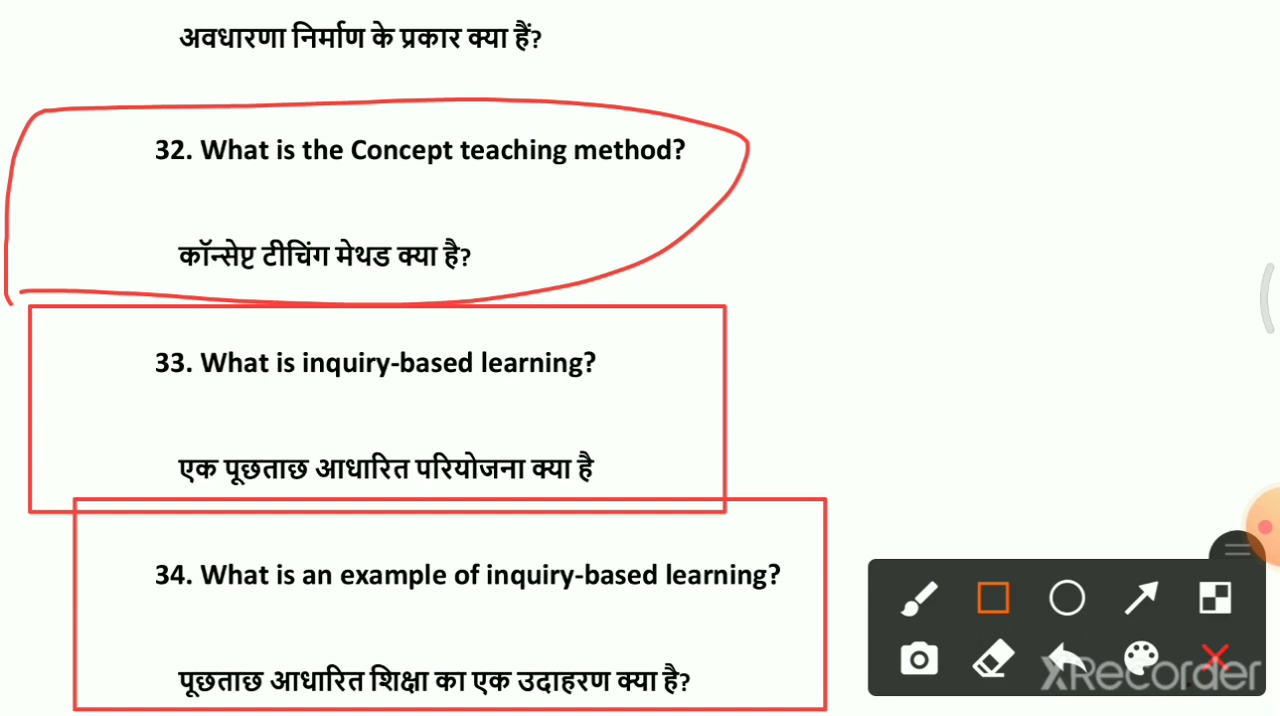 अवधारणा निर्माण के प्रकार क्या हैं?
32. What is the Concept teaching method?
कॉन्सेप्ट टीचिंग मेथड क्या है?
33. What is inquiry-based learning?
एक पूछताछ आधारित परियोजना क्या है
34. What is an example of inquiry-based learning?
पूछताछ आधारित शिक्षा का एक उदाहरण क्या है?
XRecorder